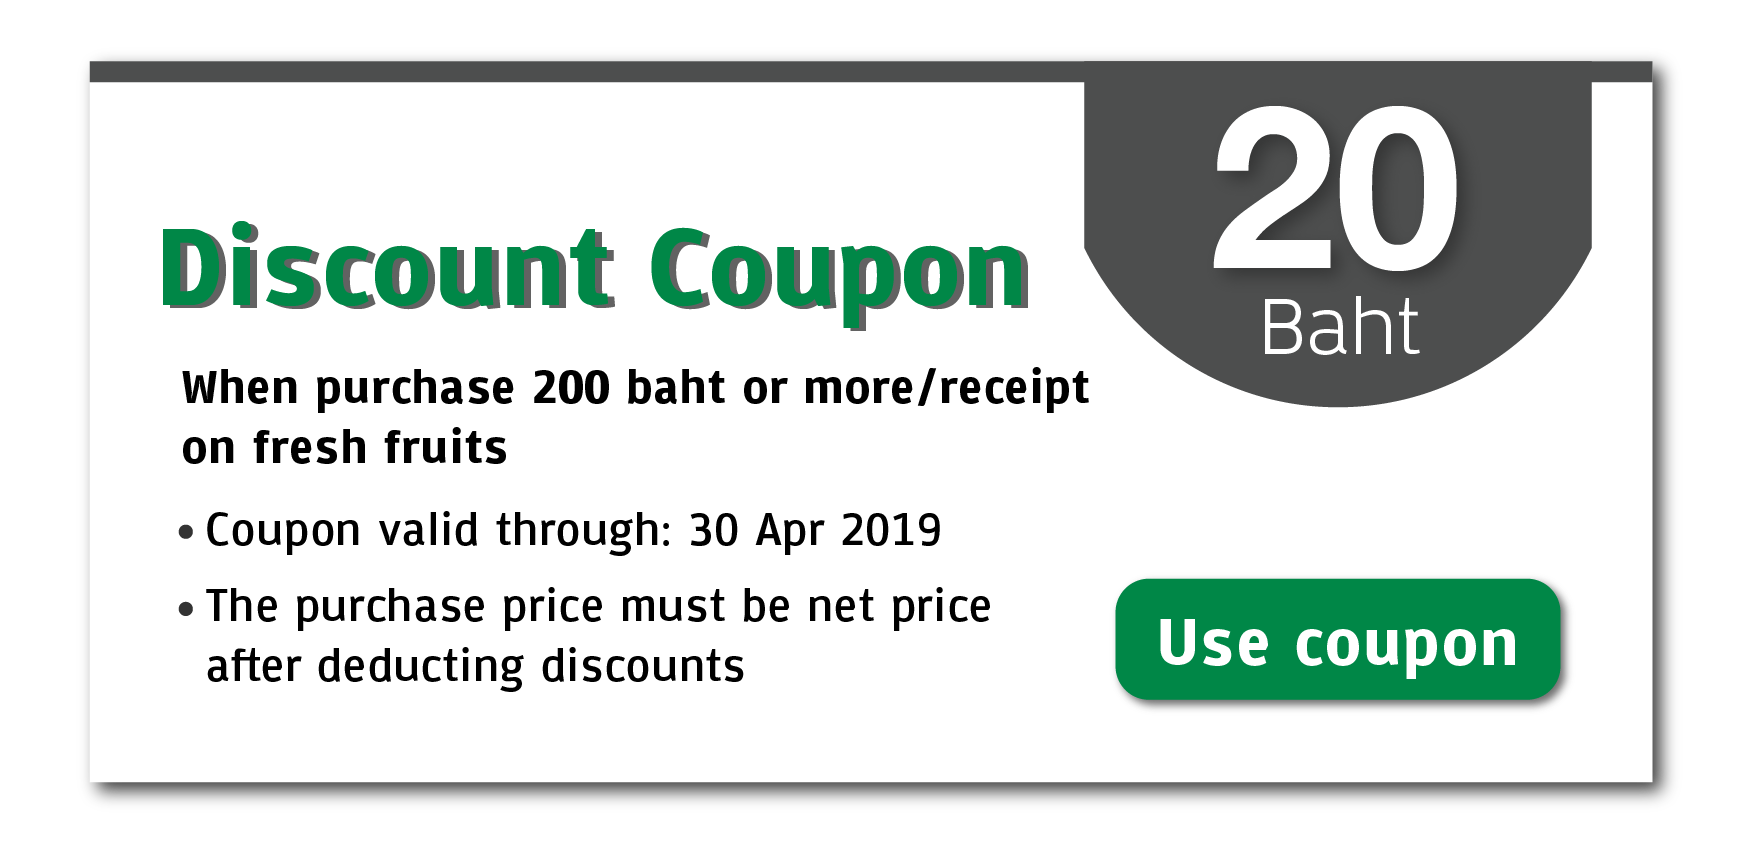 20
Baht
Discount Coupon
When purchase 200 baht or more/receipt
on fresh fruits
• Coupon valid through: 30 Apr 2019
• The purchase price must be net price
after deducting discounts
Use coupon